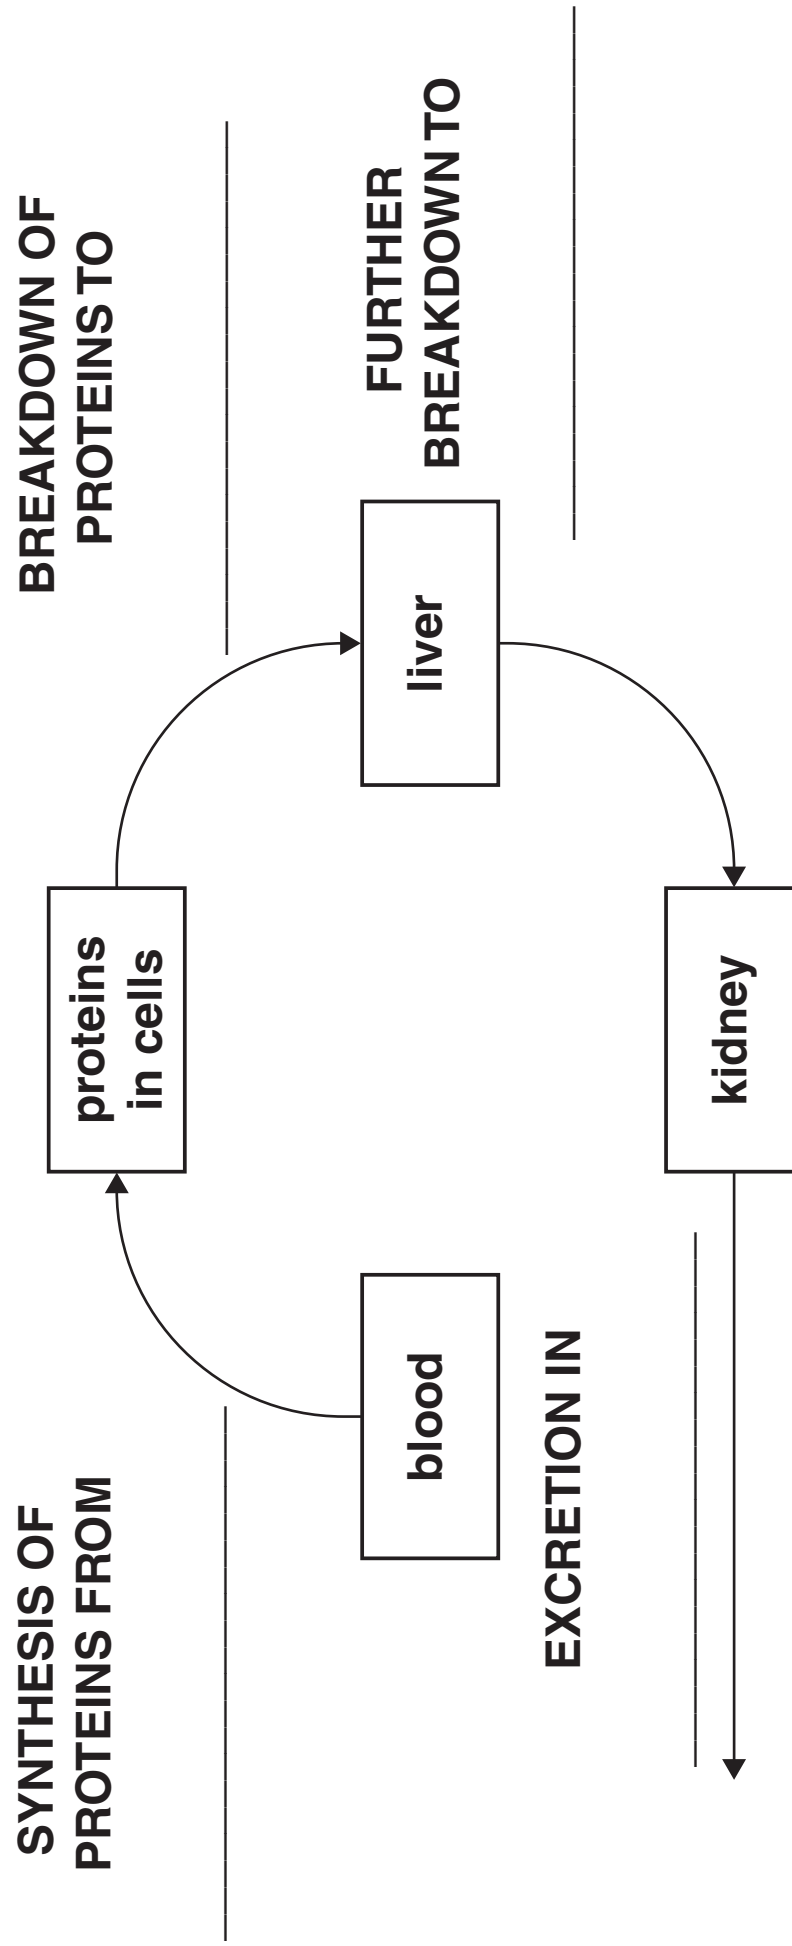 SYNTHESIS OF
PROTEINS FROM
proteins
in cells
BREAKDOWN OF
PROTEINS TO
blood
liver
FURTHER
BREAKDOWN TO
EXCRETION IN
kidney